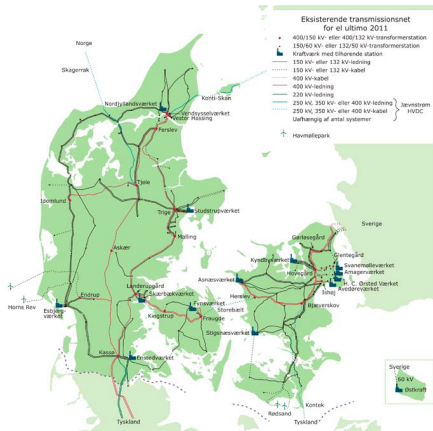 Eksisterende transmissionsnet
for el ultimo 2011
400/150 kV- eller 400/132 kV-transformerstation
150/60 kV- eller 132/50 kV-transformerstation
Kraftværk med tilhørende station
150 kV- eller 132 kV-ledning
150 kV- eller 132 kV-kabel
400 kV-kabel
400 kV-ledning
220 kV-ledning
250 kV, 350 kV- eller 400 kV-ledning
250 kV, 350 kV- eller 400 kV-kabel
Jævnstrøm
HVDC
Uafhængig af antal systemer
Havmøllepark
Norge
Skagerrak
Konti-Skan
Nordjyllandsværket
Vendsysselværket
Vester Hassing
Ferslev
Tjele
Idomlund
Trige
Studstrupværket
Malling
Askær
Landerupgård
Skærbækværket
Endrup
Horns Rev
Esbjerg-
værket
Kingstrup
Fynsværket
Fraugde
Kassø
Enstedværket
Tyskland
Sverige
Gørløsegård
Glentegård
Kyndbyværket
Svanemølleværket
Amagerværket
Hovegård
H. C. Ørsted Værket
Asnæsværket
Avedøreværket
Ishøj
Herslev
Storebælt
Bjæverskov
Stigsnæsværket
Rødsand
Kontek
Tyskland
Sverige
60 kV
Østkraft